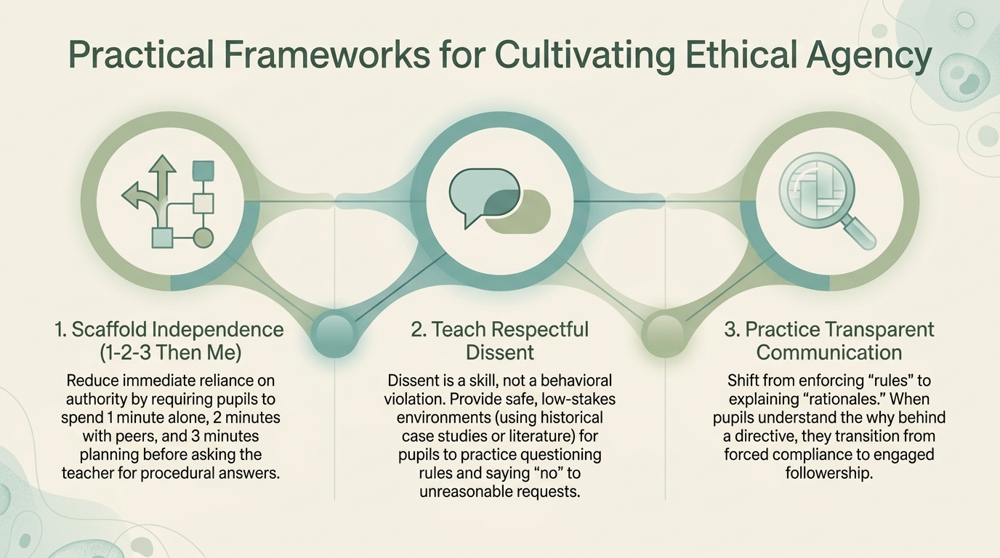 Practical Frameworks for Cultivating Ethical Agency
1. Scaffold Independence
(1-2-3 Then Me)
Reduce immediate reliance on
authority by requiring pupils to
spend 1 minute alone, 2 minutes
with peers, and 3 minutes
planning before asking the
teacher for procedural answers.
2. Teach Respectful
Dissent
Dissent is a skill, not a behavioral
violation. Provide safe, low-stakes
environments (using historical
case studies or literature) for
pupils to practice questioning
rules and saying “no” to
unreasonable requests.
3. Practice Transparent
Communication
Shift from enforcing “rules” to
explaining “rationales.” When
pupils understand the why behind
a directive, they transition from
forced compliance to engaged
followership.